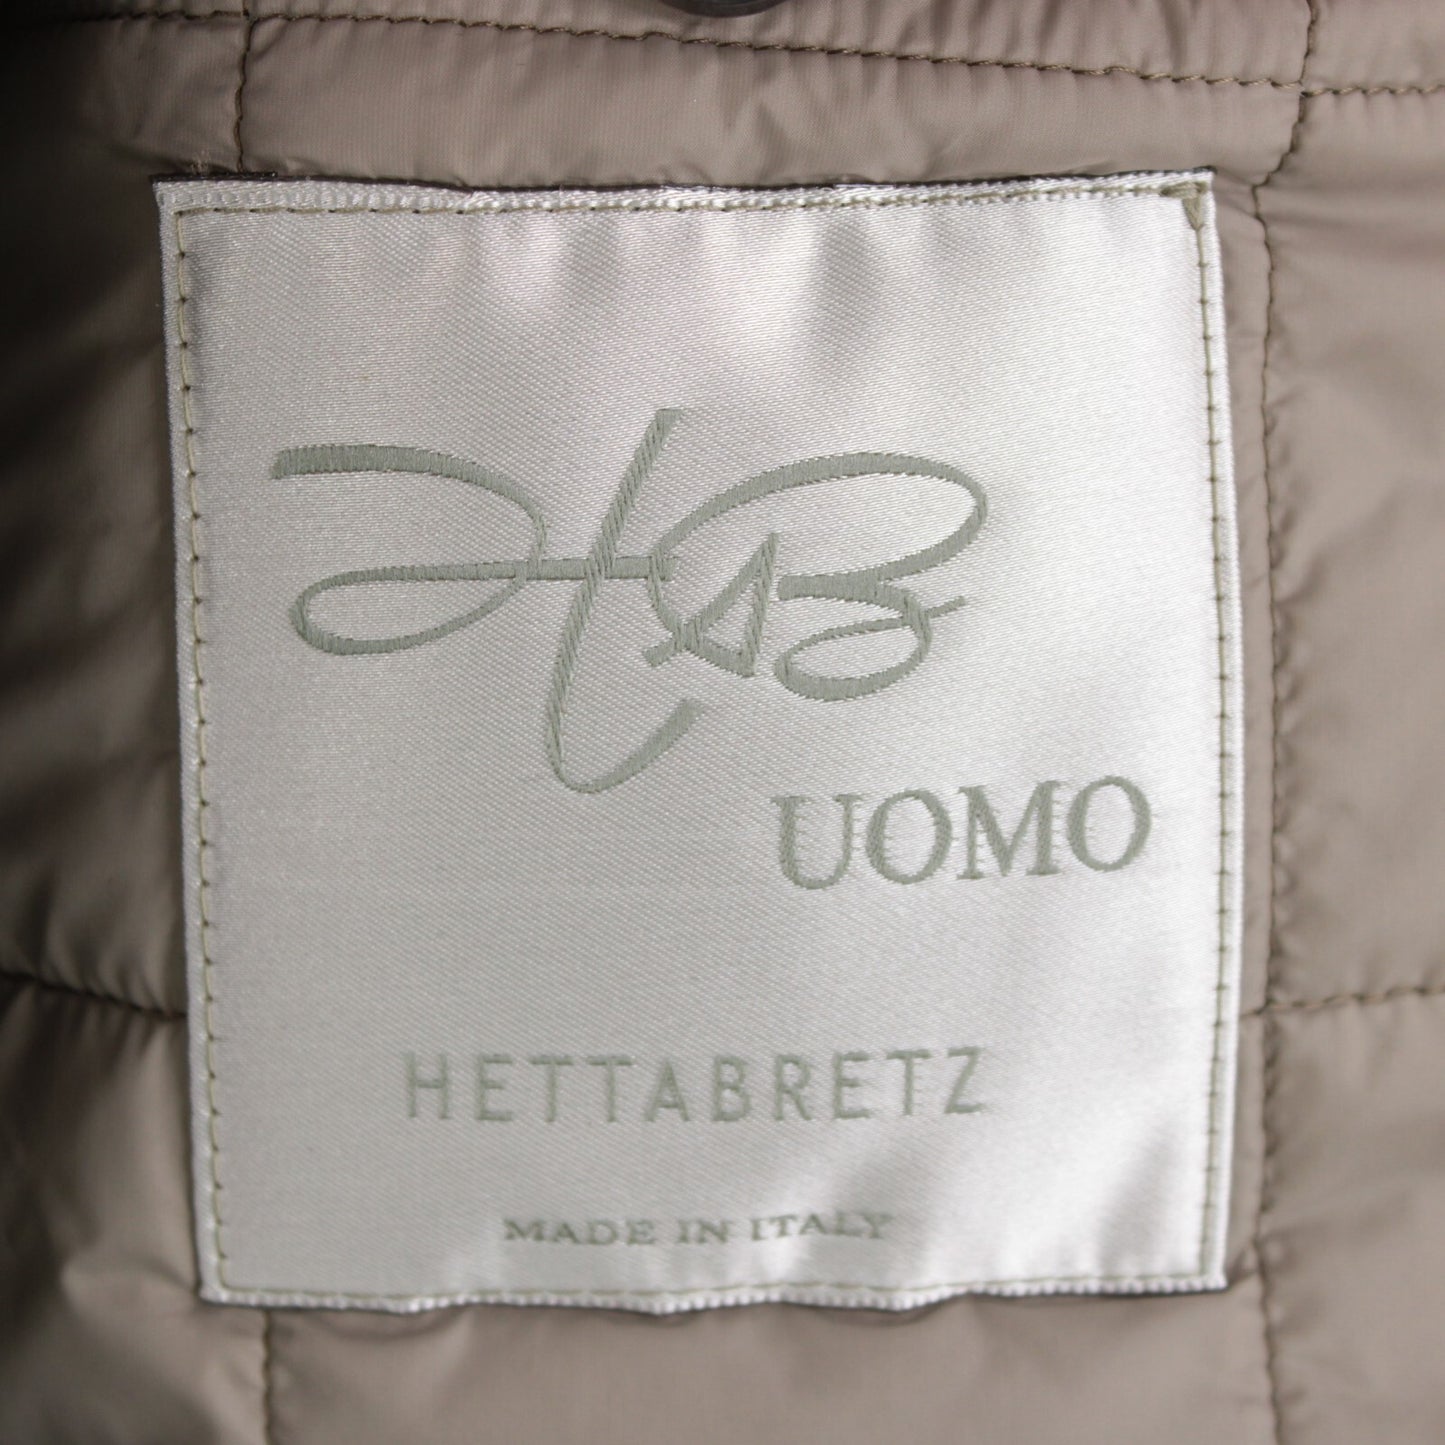 HB
UOMO
HETTABRETZ
MADE IN ITALY